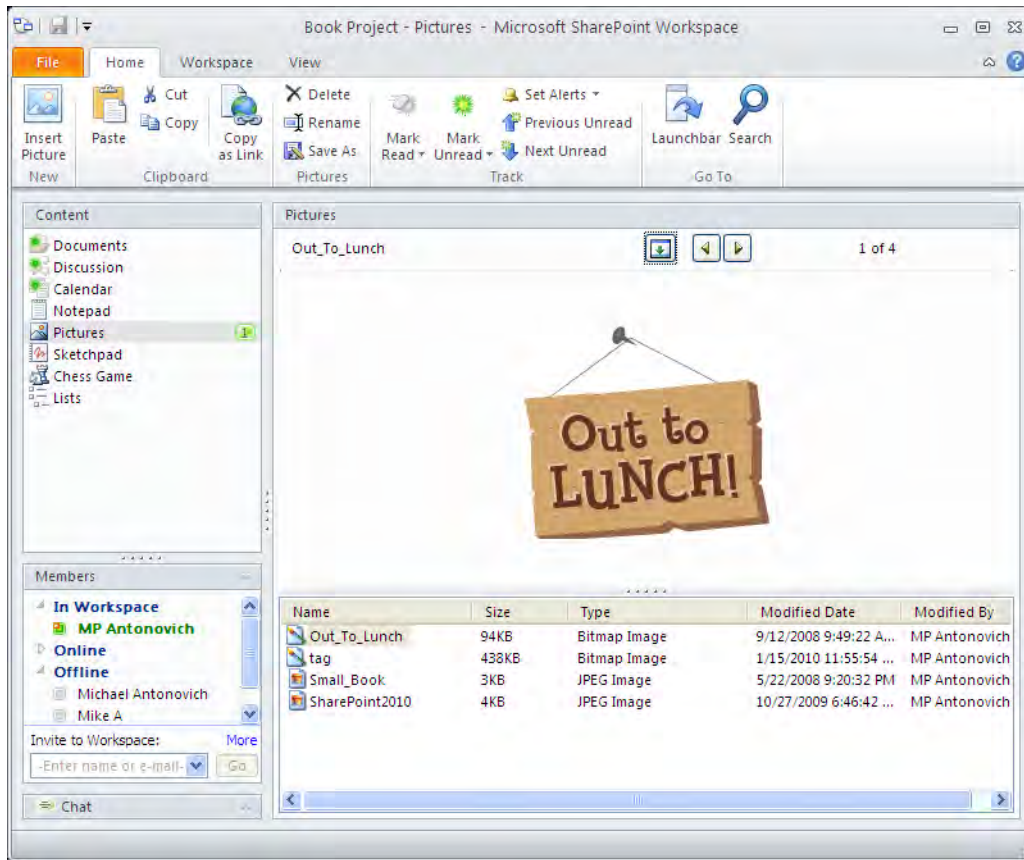 Book Project - Pictures - Microsoft SharePoint Workspace
File Home Workspace View
Insert Picture
Paste
Cut
Copy
Copy as Link
Delete
Rename
Save As
Mark Read
Mark Unread
Set Alerts
Previous Unread
Next Unread
Launchbar
Search
New Clipboard Pictures Track Go To
Content
Documents
Discussion
Calendar
Notepad
Pictures 1
Sketchpad
Chess Game
Lists
Members
In Workspace
MP Antonovich
Online
Offline
Michael Antonovich
Mike A
Invite to Workspace: More
-Enter name or e-mail- Go
Chat
Pictures
Out_To_Lunch 1 of 4
Out to
LUNCH!
Name Size Type Modified Date Modified By
Out_To_Lunch 94KB Bitmap Image 9/12/2008 9:49:22 A... MP Antonovich
tag 438KB Bitmap Image 1/15/2010 11:55:54 ... MP Antonovich
Small_Book 3KB JPEG Image 5/22/2008 9:20:32 PM MP Antonovich
SharePoint2010 4KB JPEG Image 10/27/2009 6:46:42 ... MP Antonovich